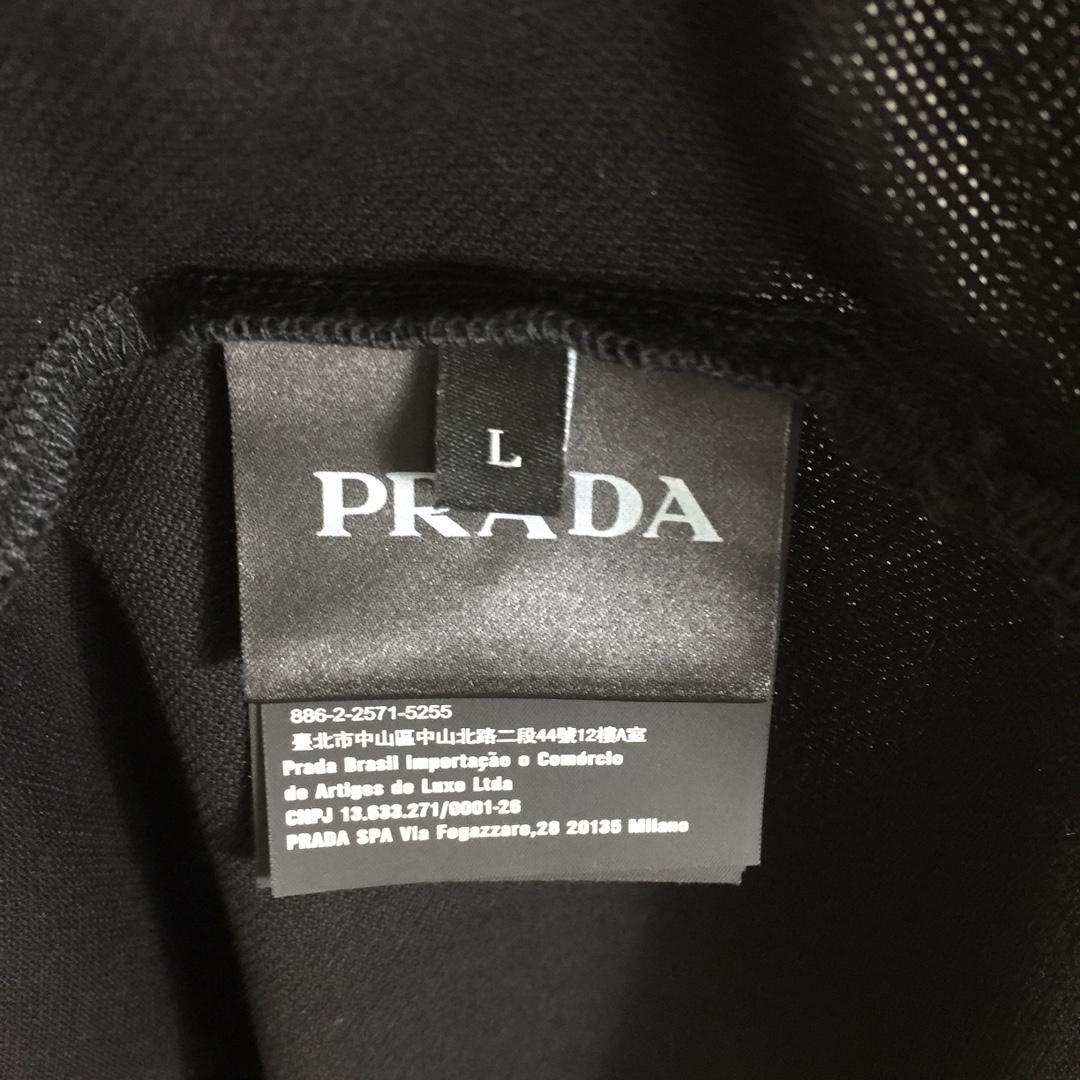 L
PRADA
886-2-2571-5255
臺北市中山區中山北路二段44號12樓A室
Prada Brasil Importação o Comércio
de Artigos de Luxo Ltda
CNPJ 13.633.271/0001-26
PRADA SPA Via Fogazzaro,28 20135 Milano